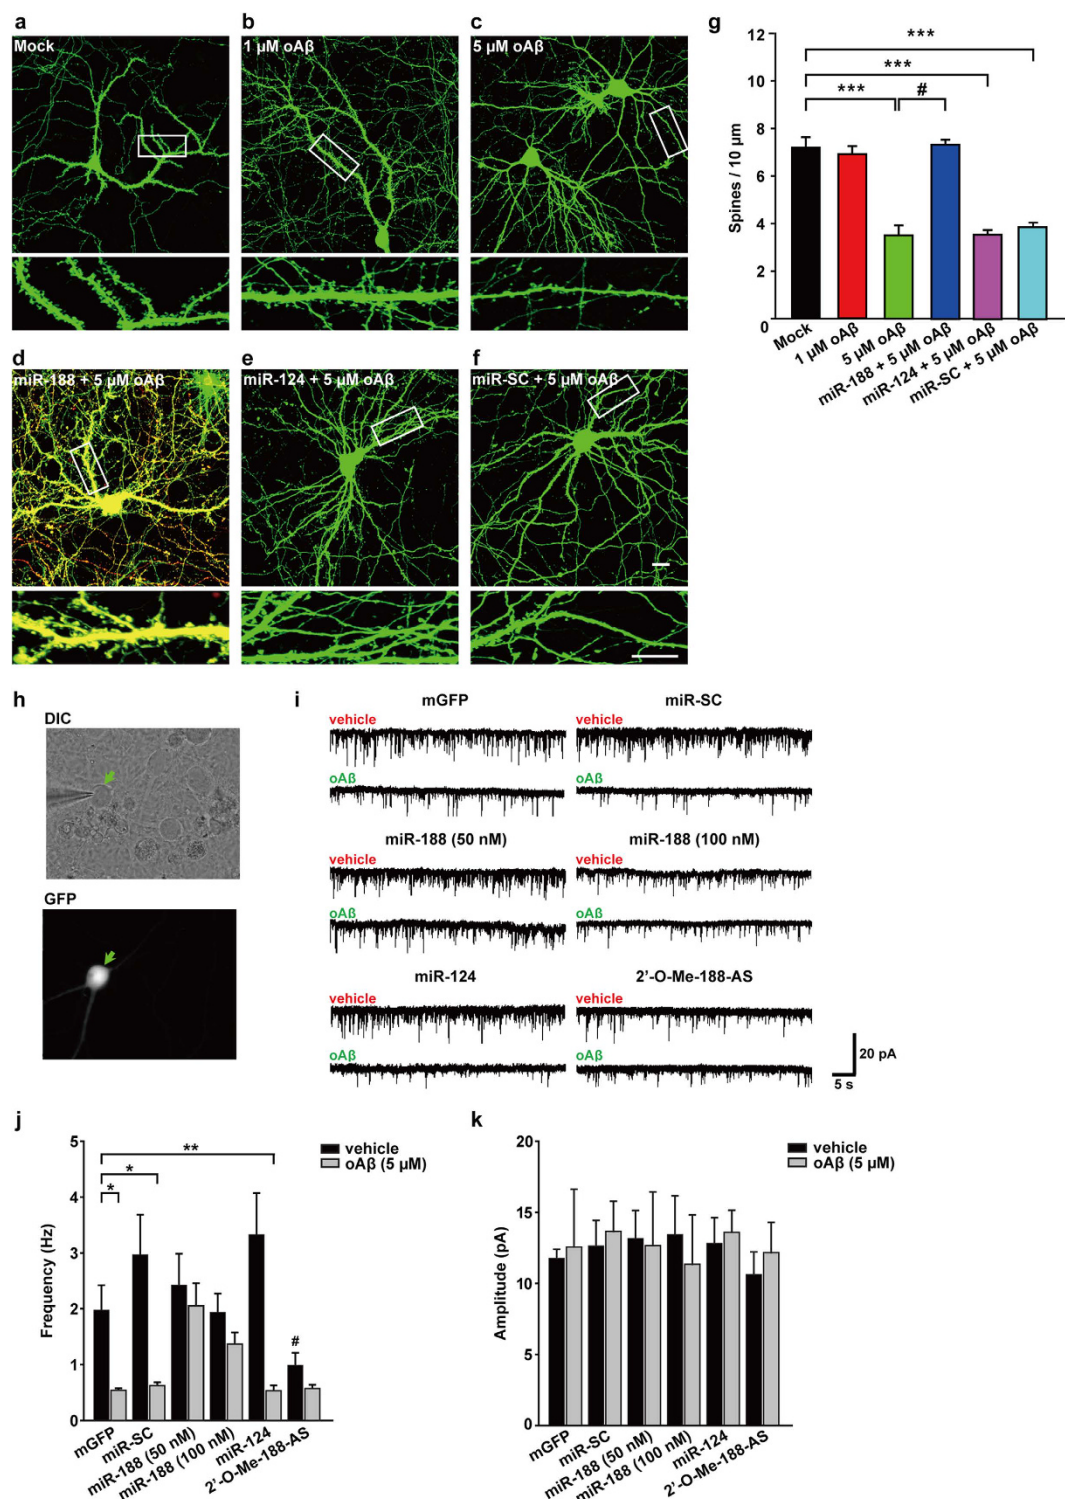 a
Mock
b
1 µM oAβ
c
5 µM oAβ
d
miR-188 + 5 µM oAβ
e
miR-124 + 5 µM oAβ
f
miR-SC + 5 µM oAβ
g
***
***
*** #
Spines / 10 µm
12
10
8
6
4
2
0
Mock
1 µM oAβ
5 µM oAβ
miR-188 + 5 µM oAβ
miR-124 + 5 µM oAβ
miR-SC + 5 µM oAβ
h
DIC
GFP
i
mGFP
vehicle
oAβ
miR-SC
vehicle
oAβ
miR-188 (50 nM)
vehicle
oAβ
miR-188 (100 nM)
vehicle
oAβ
miR-124
vehicle
oAβ
2’-O-Me-188-AS
vehicle
oAβ
20 pA
5 s
j
vehicle
oAβ (5 µM)
**
*
*
#
Frequency (Hz)
5
4
3
2
1
0
mGFP
miR-SC
miR-188 (50 nM)
miR-188 (100 nM)
miR-124
2’-O-Me-188-AS
k
vehicle
oAβ (5 µM)
Amplitude (pA)
20
15
10
5
0
mGFP
miR-SC
miR-188 (50 nM)
miR-188 (100 nM)
miR-124
2’-O-Me-188-AS